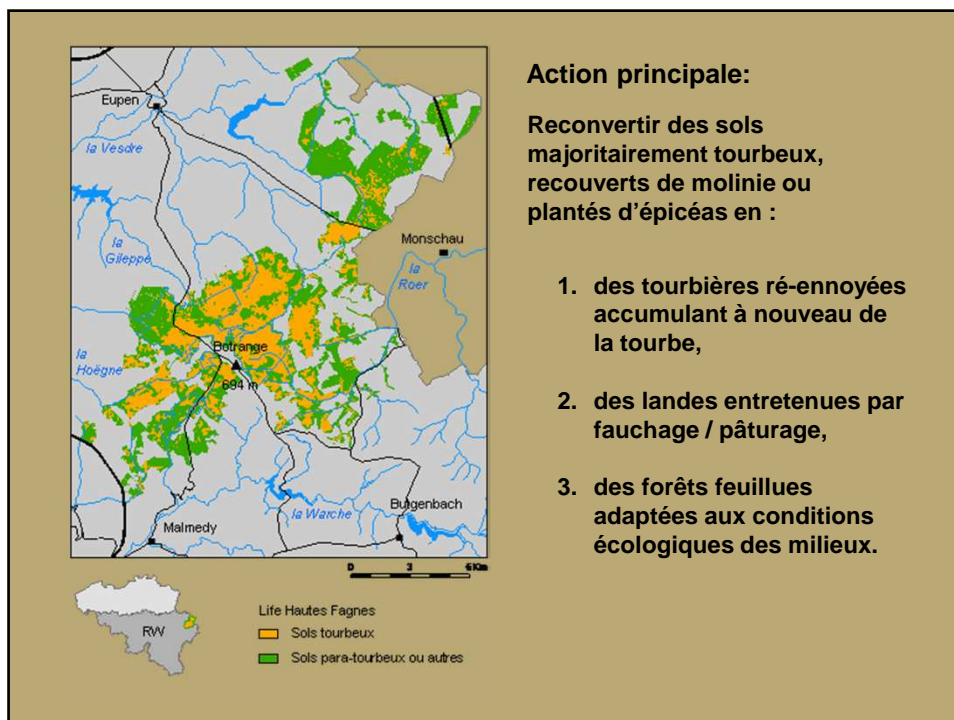 Action principale:
Reconvertir des sols
majoritairement tourbeux,
recouverts de molinie ou
plantés d'épicéas en :
1. des tourbières ré-ennoyées
accumulant à nouveau de
la tourbe,
2. des landes entretenues par
fauchage / pâturage,
3. des forêts feuillues
adaptées aux conditions
écologiques des milieux.
Eupen
la Vesdre
la
Gileppe
Monschau
la
Roer
Botrange
694 m
la
Hoëgne
la Warche
Butgenbach
Malmedy
0 3 6 Km
RW
Life Hautes Fagnes
Sols tourbeux
Sols para-tourbeux ou autres